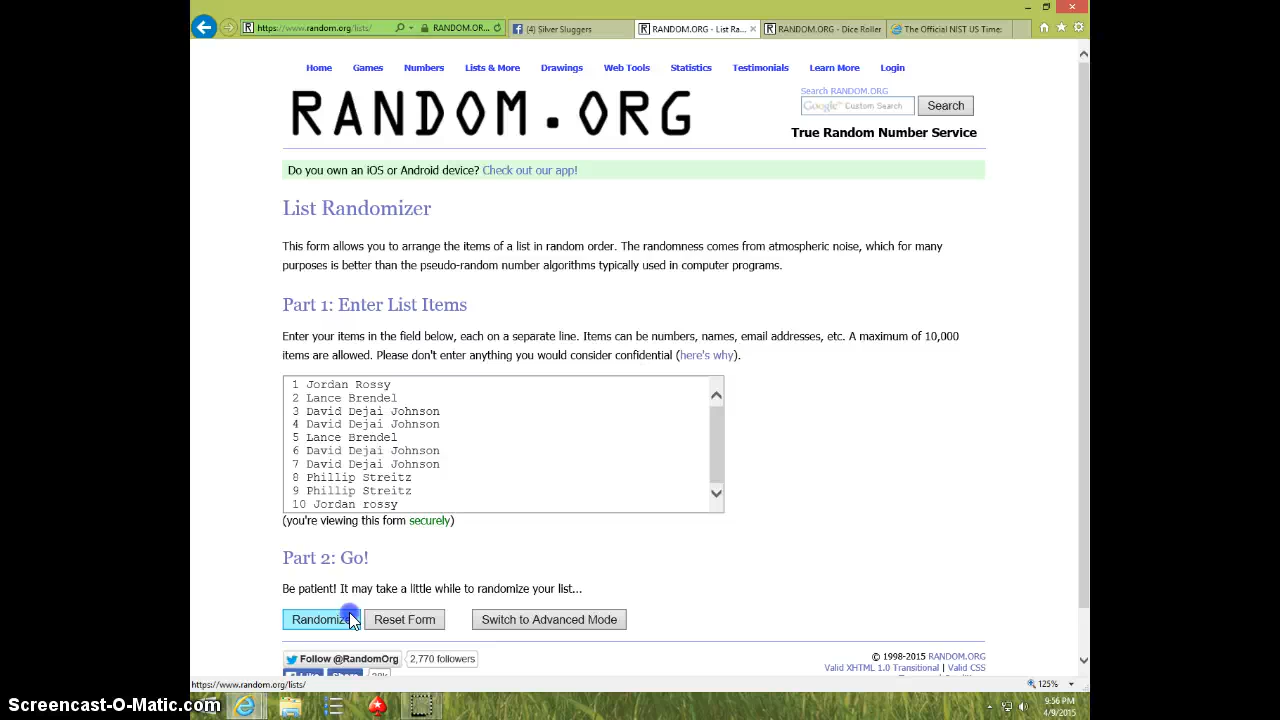 https://www.random.org/lists/
RANDOM.OR...
(4) Silver Sluggers
RANDOM.ORG - List Ra...
RANDOM.ORG - Dice Roller
The Official NIST US Time:
Home Games Numbers Lists & More Drawings Web Tools Statistics Testimonials Learn More Login
RANDOM.ORG
Search RANDOM.ORG
Google™ Custom Search
Search
True Random Number Service
Do you own an iOS or Android device? Check out our app!
List Randomizer
This form allows you to arrange the items of a list in random order. The randomness comes from atmospheric noise, which for many
purposes is better than the pseudo-random number algorithms typically used in computer programs.
Part 1: Enter List Items
Enter your items in the field below, each on a separate line. Items can be numbers, names, email addresses, etc. A maximum of 10,000
items are allowed. Please don't enter anything you would consider confidential (here's why).
1 Jordan Rossy
2 Lance Brendel
3 David Dejai Johnson
4 David Dejai Johnson
5 Lance Brendel
6 David Dejai Johnson
7 David Dejai Johnson
8 Phillip Streitz
9 Phillip Streitz
10 Jordan rossy
(you're viewing this form securely)
Part 2: Go!
Be patient! It may take a little while to randomize your list...
Randomize Reset Form Switch to Advanced Mode
Follow @RandomOrg 2,770 followers
Like Share
© 1998-2015 RANDOM.ORG
Valid XHTML 1.0 Transitional | Valid CSS
https://www.random.org/lists/
125%
9:56 PM
4/9/2015
Screencast-O-Matic.com